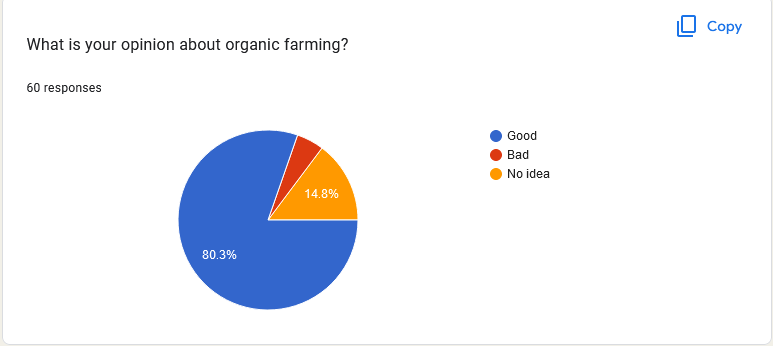 Copy
What is your opinion about organic farming?
60 responses
Good
Bad
No idea
14.8%
80.3%